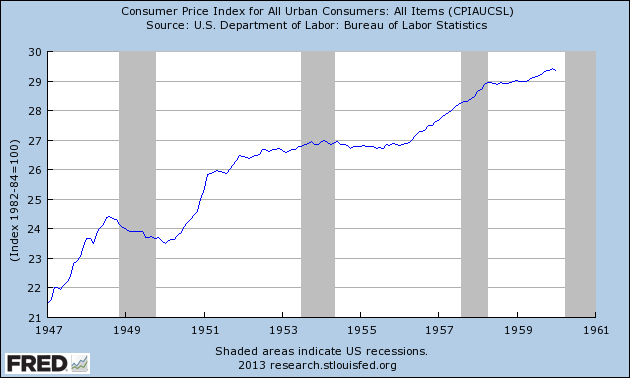 Consumer Price Index for All Urban Consumers: All Items (CPIAUCSL)
Source: U.S. Department of Labor: Bureau of Labor Statistics
30
29
28
27
26
25
24
23
22
21
(Index 1982-84=100)
1947 1949 1951 1953 1955 1957 1959 1961
Shaded areas indicate US recessions.
2013 research.stlouisfed.org
FRED